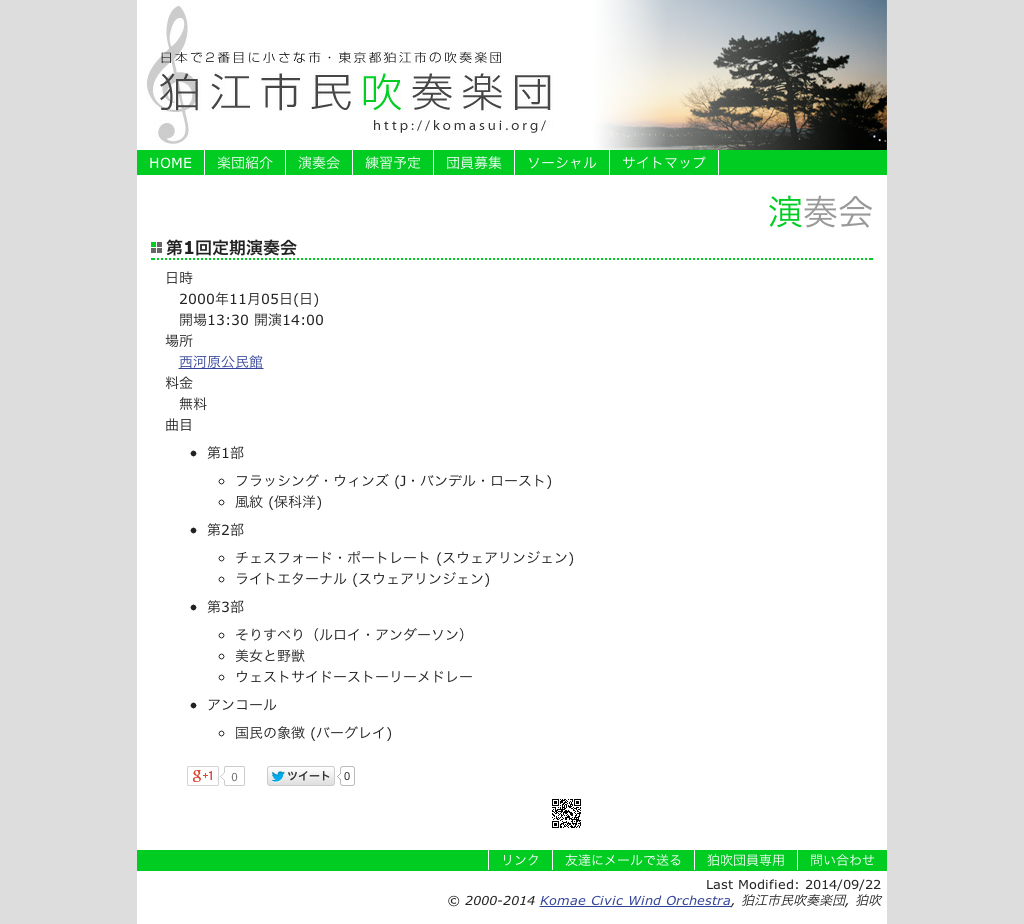 日本で2番目に小さな市・東京都狛江市の吹奏楽団
狛江市民吹奏楽団
http://komasui.org/
HOME 楽団紹介 演奏会 練習予定 団員募集 ソーシャル サイトマップ
演奏会
第1回定期演奏会
日時
2000年11月05日(日)
開場13:30 開演14:00
場所
西河原公民館
料金
無料
曲目
第1部
フラッシング・ウィンズ (J・バンデル・ロースト)
風紋 (保科洋)
第2部
チェスフォード・ポートレート (スウェアリンジェン)
ライトエターナル (スウェアリンジェン)
第3部
そりすべり（ルロイ・アンダーソン）
美女と野獣
ウェストサイドーストーリーメドレー
アンコール
国民の象徴 (バーグレイ)
g+1 0 ツイート 0
リンク 友達にメールで送る 狛吹団員専用 問い合わせ
Last Modified: 2014/09/22
© 2000-2014 Komae Civic Wind Orchestra, 狛江市民吹奏楽団, 狛吹